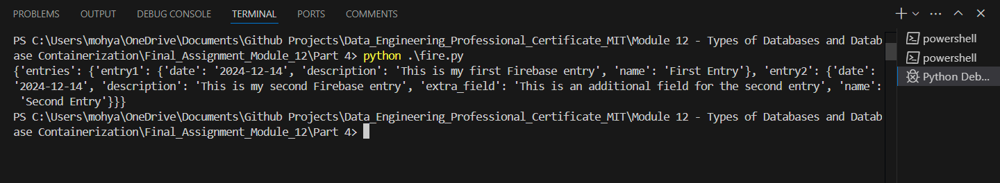 PROBLEMS OUTPUT DEBUG CONSOLE TERMINAL PORTS COMMENTS
PS C:\Users\mohya\OneDrive\Documents\Github Projects\Data_Engineering_Professional_Certificate_MIT\Module 12 - Types of Databases and Datab
ase Containerization\Final_Assignment_Module_12\Part 4> python .\fire.py
{'entries': {'entry1': {'date': '2024-12-14', 'description': 'This is my first Firebase entry', 'name': 'First Entry'}, 'entry2': {'date':
'2024-12-14', 'description': 'This is my second Firebase entry', 'extra_field': 'This is an additional field for the second entry', 'name':
'Second Entry'}}}
PS C:\Users\mohya\OneDrive\Documents\Github Projects\Data_Engineering_Professional_Certificate_MIT\Module 12 - Types of Databases and Datab
ase Containerization\Final_Assignment_Module_12\Part 4>
powershell
powershell
Python Deb...